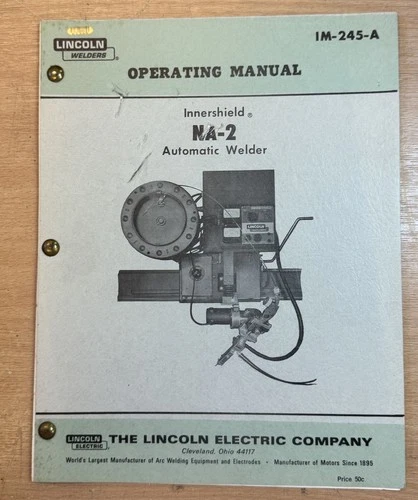 LINCOLN
WELDERS ®
IM-245-A
OPERATING MANUAL
Innershield ®
NA-2
Automatic Welder
LINCOLN
LINCOLN
ELECTRIC
THE LINCOLN ELECTRIC COMPANY
Cleveland, Ohio 44117
World's Largest Manufacturer of Arc Welding Equipment and Electrodes • Manufacturer of Motors Since 1895
Price 50c